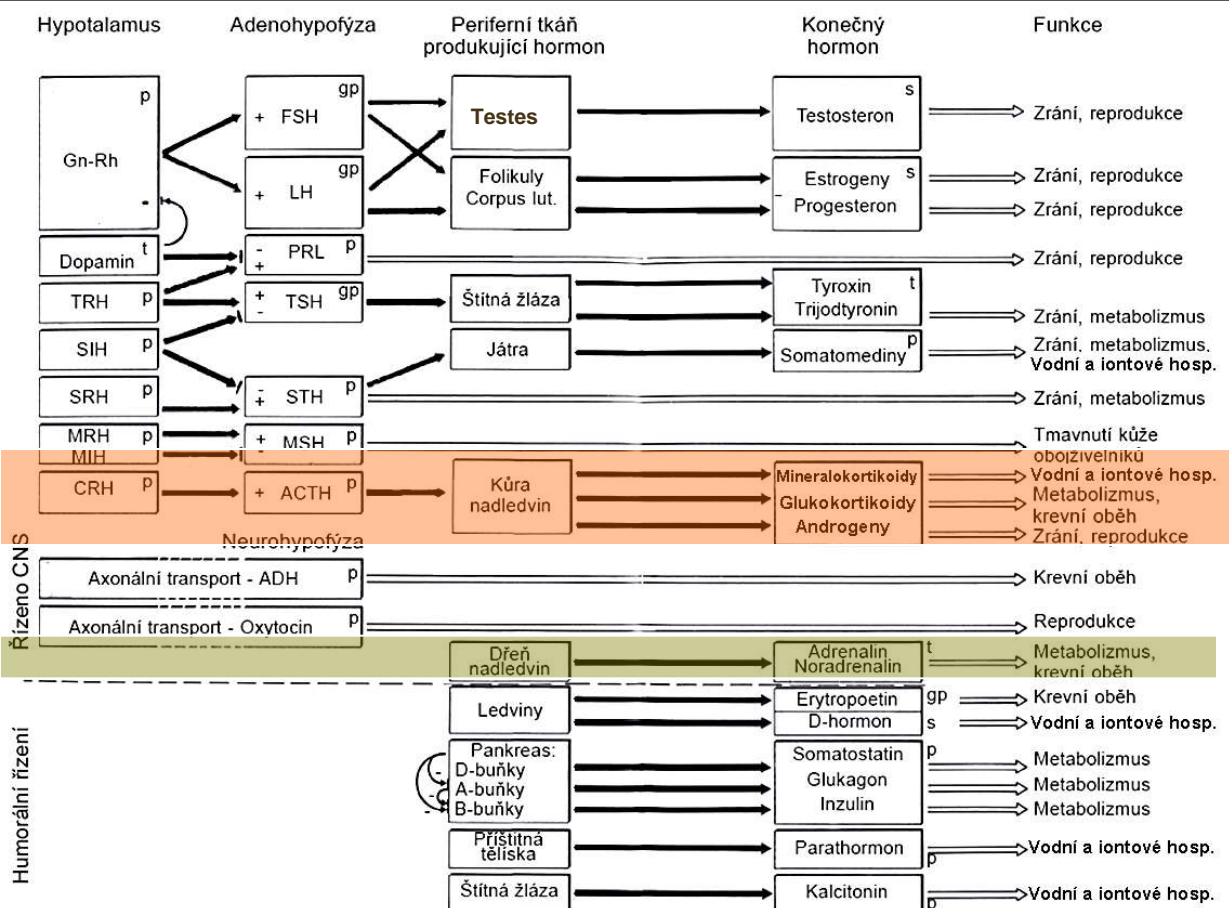 Hypotalamus
Adenohypofýza
Periferní tkáň
produkující hormon
Konečný
hormon
Funkce
Gn-Rh
p
-
+ FSH
gp
+ LH
gp
Testes
Folikuly
Corpus lut.
Testosteron
s
Estrogeny
s
- Progesteron
Zrání, reprodukce
Zrání, reprodukce
Zrání, reprodukce
Dopamin
t
- PRL
p
+
Zrání, reprodukce
TRH
p
+ TSH
gp
-
Štítná žláza
Tyroxin
t
Trijodtyronin
Zrání, metabolizmus
SIH
p
Játra
Somatomediny
p
Zrání, metabolizmus,
Vodní a iontové hosp.
SRH
p
- STH
p
+
Zrání, metabolizmus
MRH
p
MIH
+ MSH
p
-
Tmavnutí kůže
obojživelníků
CRH
p
+ ACTH
p
Kůra
nadledvin
Mineralokortikoidy
Glukokortikoidy
Androgeny
Vodní a iontové hosp.
Metabolizmus,
krevní oběh
Zrání, reprodukce
Neurohypofýza
Axonální transport - ADH
p
Krevní oběh
Axonální transport - Oxytocin
p
Reprodukce
Řízeno CNS
Dřeň
nadledvin
Adrenalin
t
Noradrenalin
Metabolizmus,
krevní oběh
Humorální řízení
Ledviny
Erytropoetin
gp
D-hormon
s
Krevní oběh
Vodní a iontové hosp.
Pankreas:
D-buňky
A-buňky
B-buňky
-
-
-
Somatostatin
p
Glukagon
Inzulin
Metabolizmus
Metabolizmus
Metabolizmus
Příštitná
tělíska
Parathormon
p
Vodní a iontové hosp.
Štítná žláza
Kalcitonin
p
Vodní a iontové hosp.